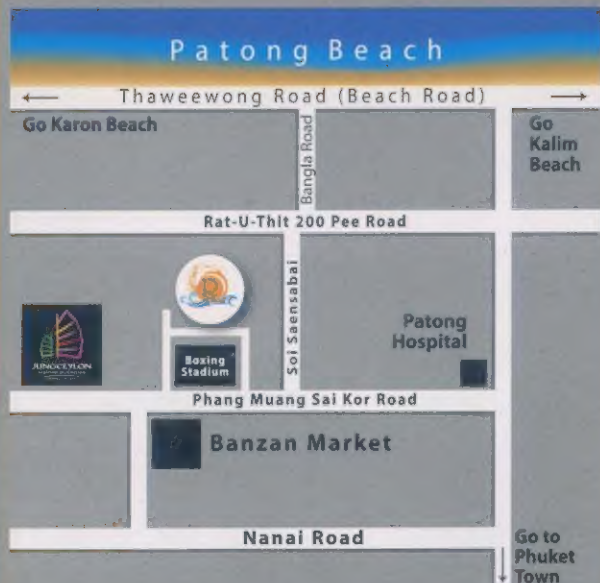 Patong Beach
Thaweewong Road (Beach Road)
Go Karon Beach
Bangla Road
Go
Kalim
Beach
Rat-U-Thit 200 Pee Road
Soi Saensabai
R
JUNGCEYLON
Boxing
Stadium
Patong
Hospital
Phang Muang Sai Kor Road
Banzan Market
Nanai Road
Go to
Phuket
Town